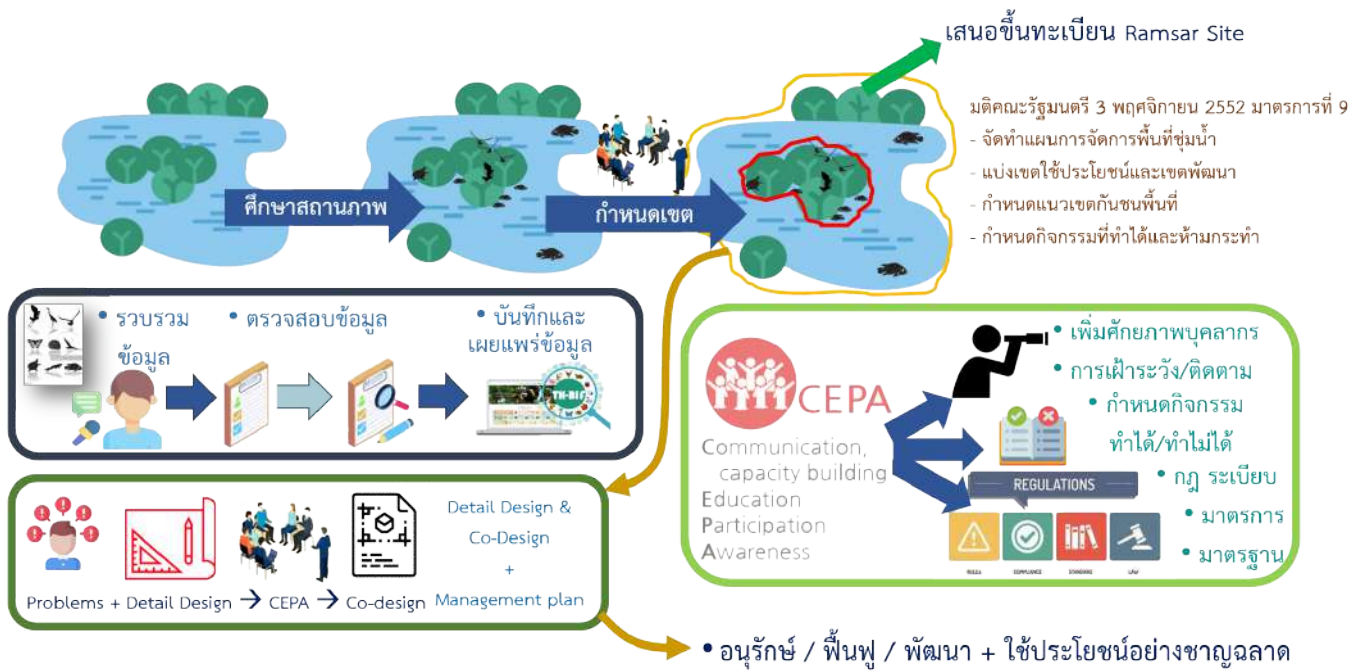 เสนอขึ้นทะเบียน Ramsar Site
มติคณะรัฐมนตรี 3 พฤศจิกายน 2552 มาตรการที่ 9
- จัดทำแผนการจัดการพื้นที่ชุ่มน้ำ
- แบ่งเขตใช้ประโยชน์และเขตพัฒนา
- กำหนดแนวเขตกันชนพื้นที่
- กำหนดกิจกรรมที่ทำได้และห้ามกระทำ
ศึกษาสถานภาพ
กำหนดเขต
• รวบรวม
ข้อมูล
• ตรวจสอบข้อมูล
• บันทึกและ
เผยแพร่ข้อมูล
TH-BIF
CEPA
Communication,
capacity building
Education
Participation
Awareness
• เพิ่มศักยภาพบุคลากร
• การเฝ้าระวัง/ติดตาม
• กำหนดกิจกรรม
ทำได้/ทำไม่ได้
REGULATIONS
• กฎ ระเบียบ
• มาตรการ
• มาตรฐาน
RULES
COMPLIANCE
STANDARD
LAW
Problems + Detail Design → CEPA → Co-design
Detail Design &
Co-Design
+
Management plan
• อนุรักษ์ / ฟื้นฟู / พัฒนา + ใช้ประโยชน์อย่างชาญฉลาด